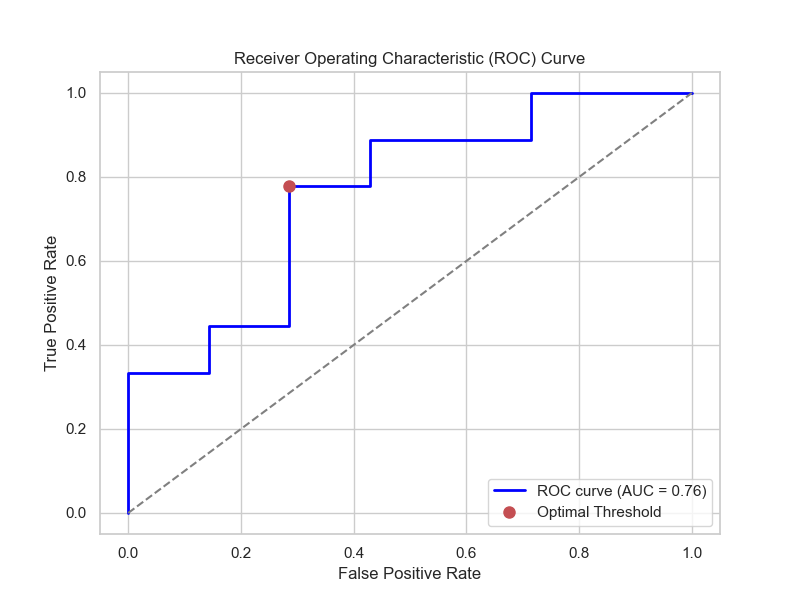 Receiver Operating Characteristic (ROC) Curve
True Positive Rate
1.0
0.8
0.6
0.4
0.2
0.0
0.0 0.2 0.4 0.6 0.8 1.0
False Positive Rate
ROC curve (AUC = 0.76)
Optimal Threshold